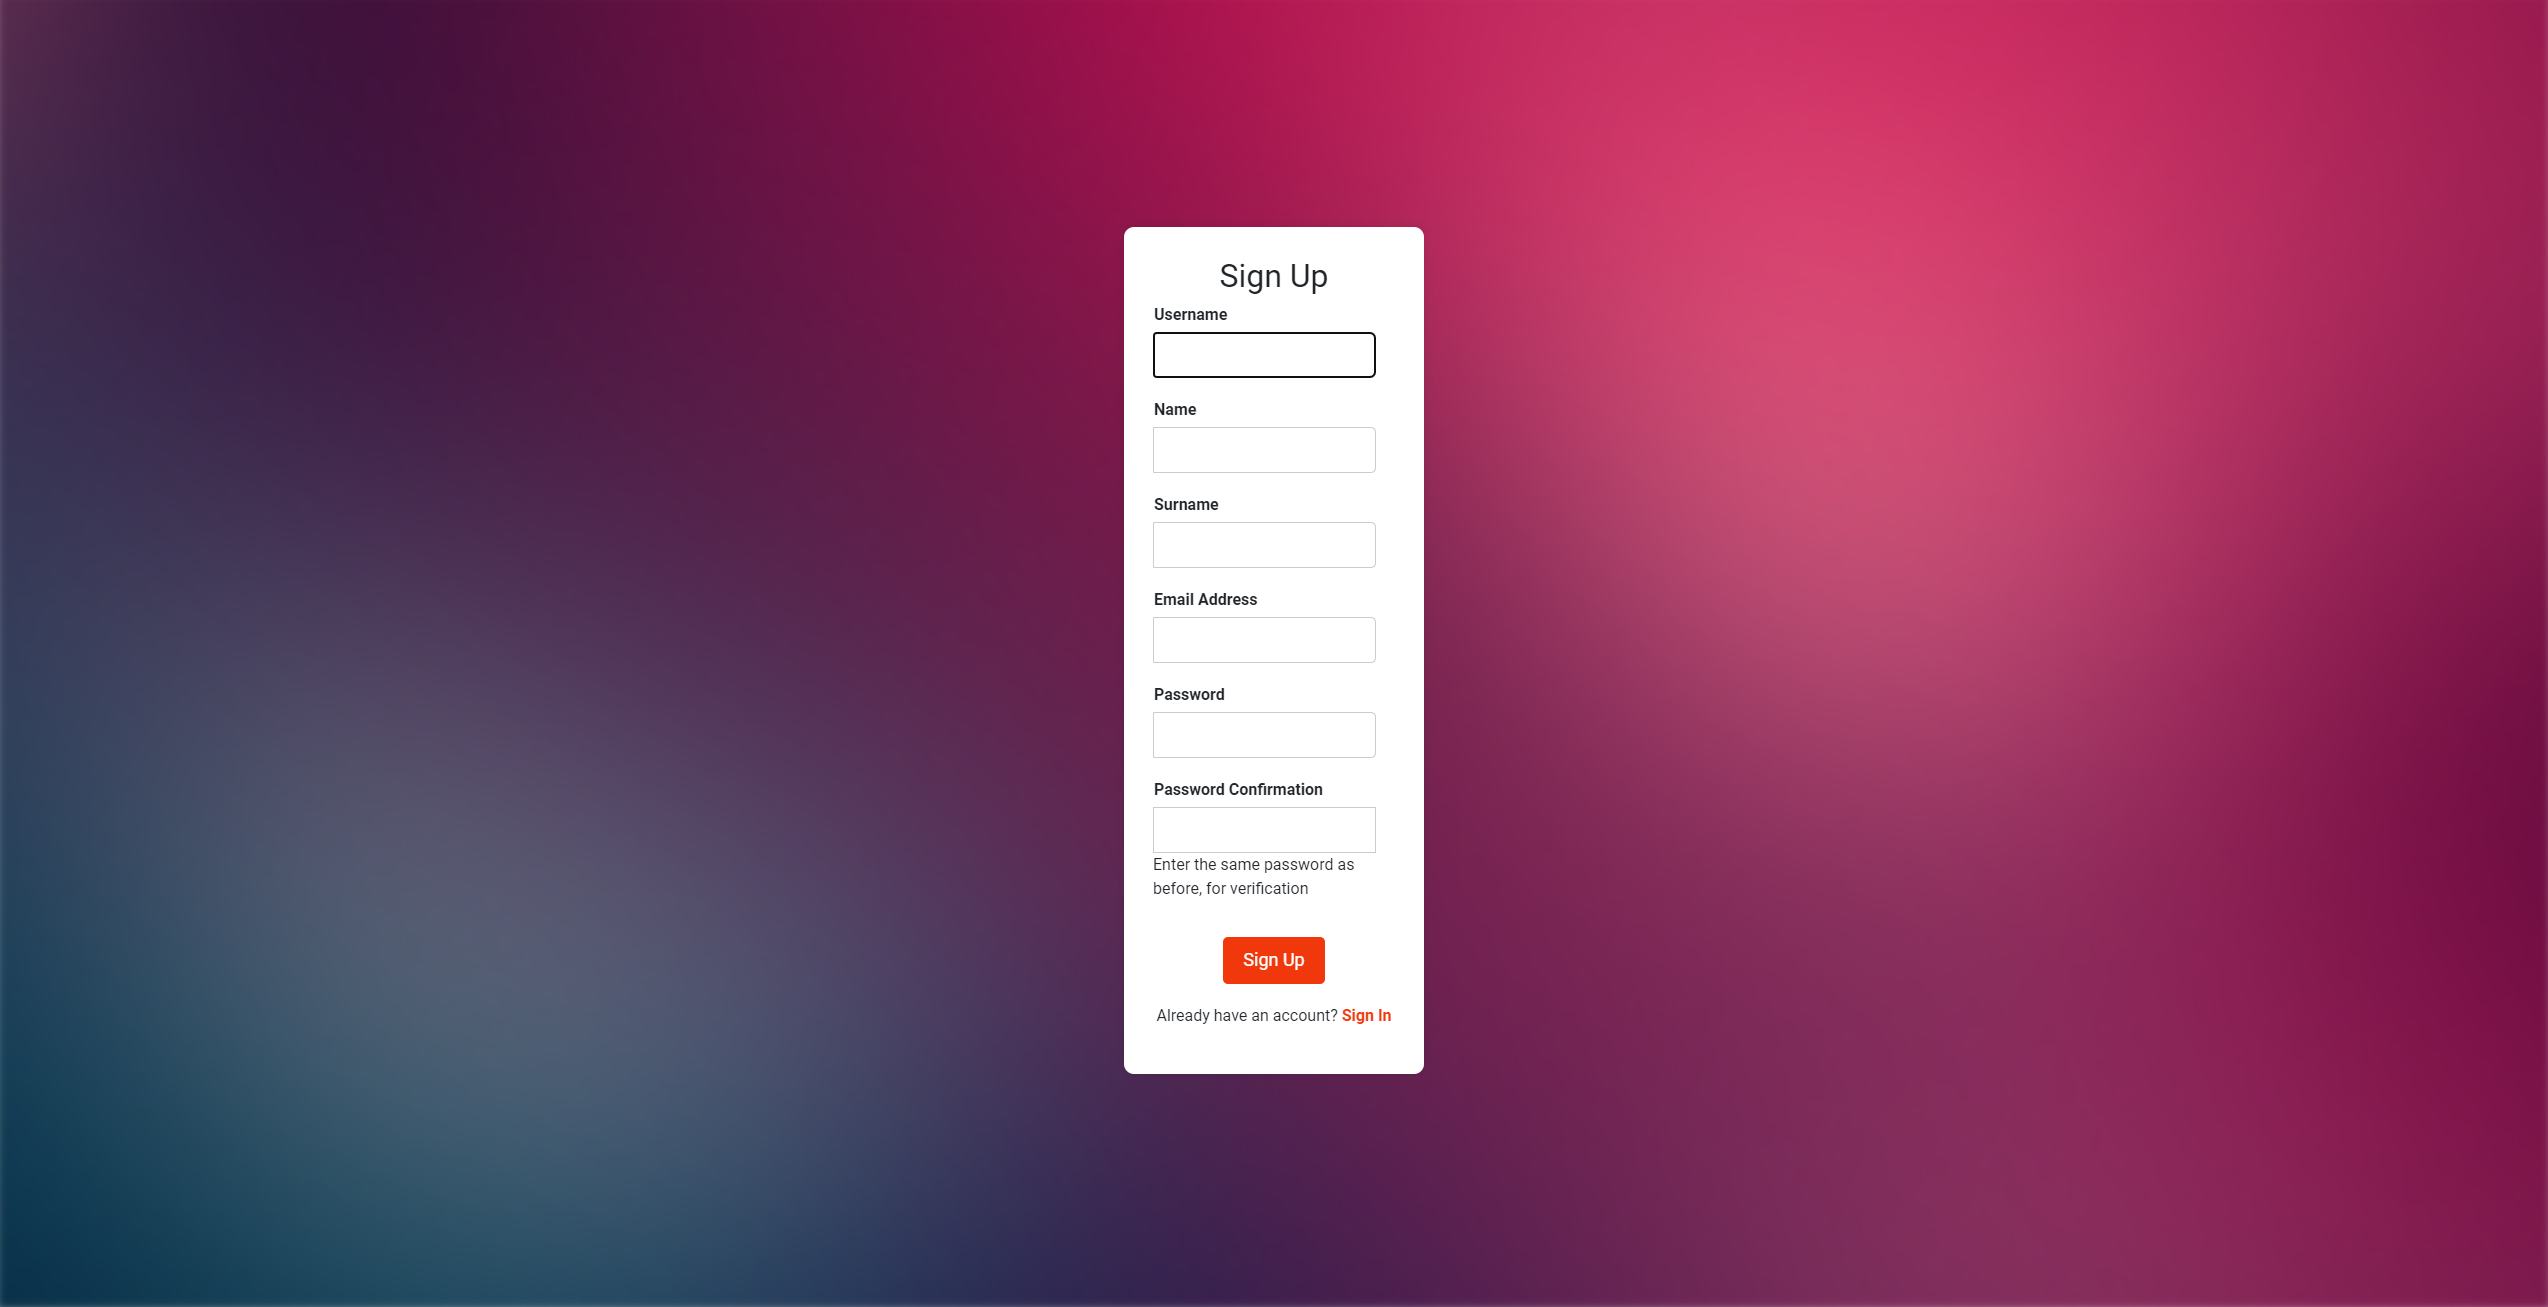 Sign Up
Username
Name
Surname
Email Address
Password
Password Confirmation
Enter the same password as
before, for verification
Sign Up
Already have an account? Sign In